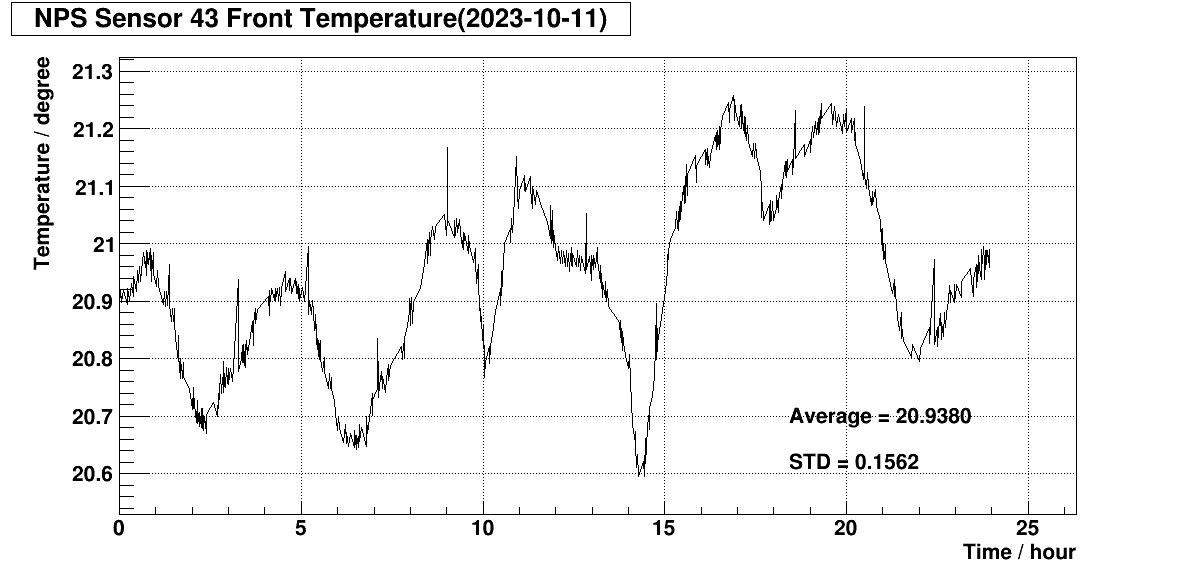 NPS Sensor 43 Front Temperature(2023-10-11)
Temperature / degree
21.3
21.2
21.1
21
20.9
20.8
20.7
20.6
Average = 20.9380
STD = 0.1562
0 5 10 15 20 25
Time / hour